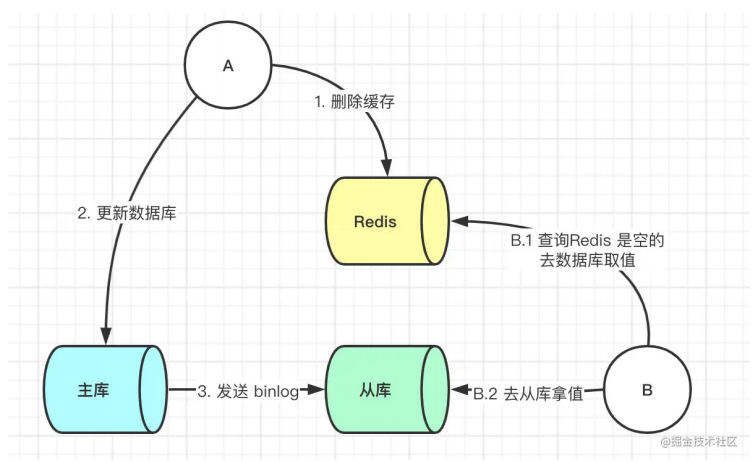 A
1. 删除缓存
2. 更新数据库
Redis
B.1 查询Redis 是空的
去数据库取值
主库
3. 发送 binlog
从库
B.2 去从库拿值
B
@掘金技术社区